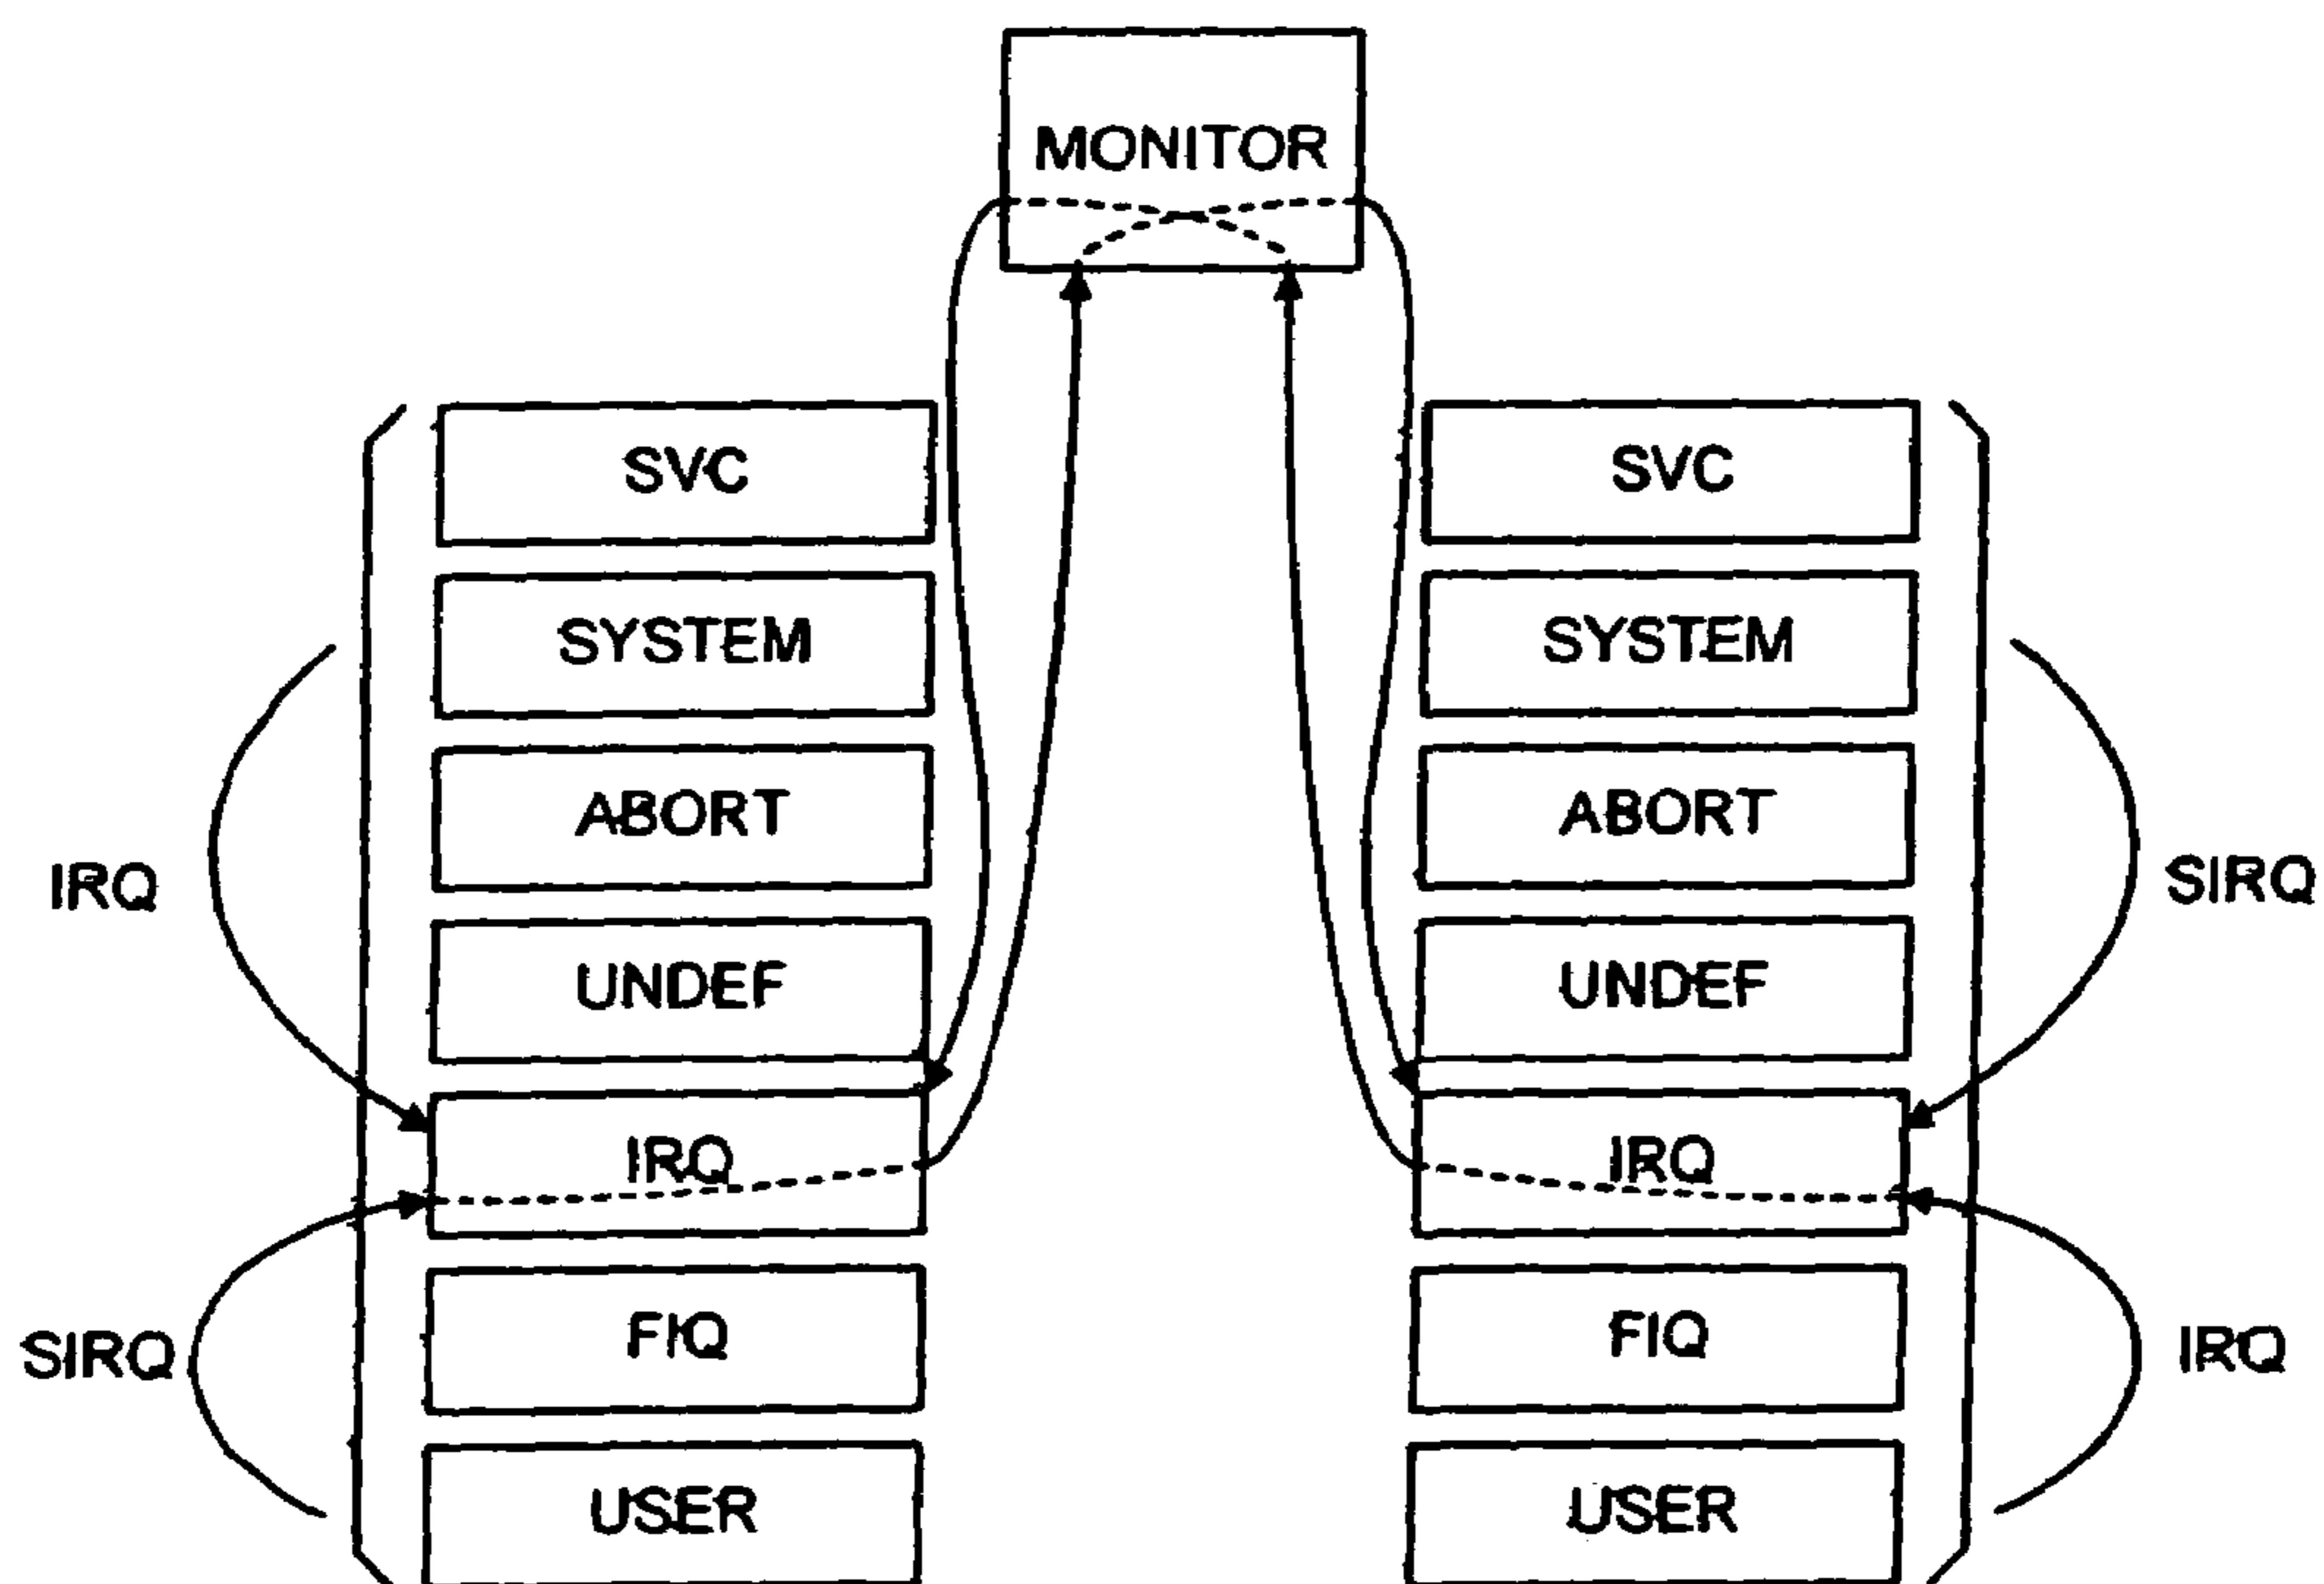 MONITOR
SVC
SYSTEM
ABORT
UNDEF
IRQ
FIQ
USER
IRQ
SIRQ
SVC
SYSTEM
ABORT
UNDEF
IRQ
FIQ
USER
SIRQ
IRQ